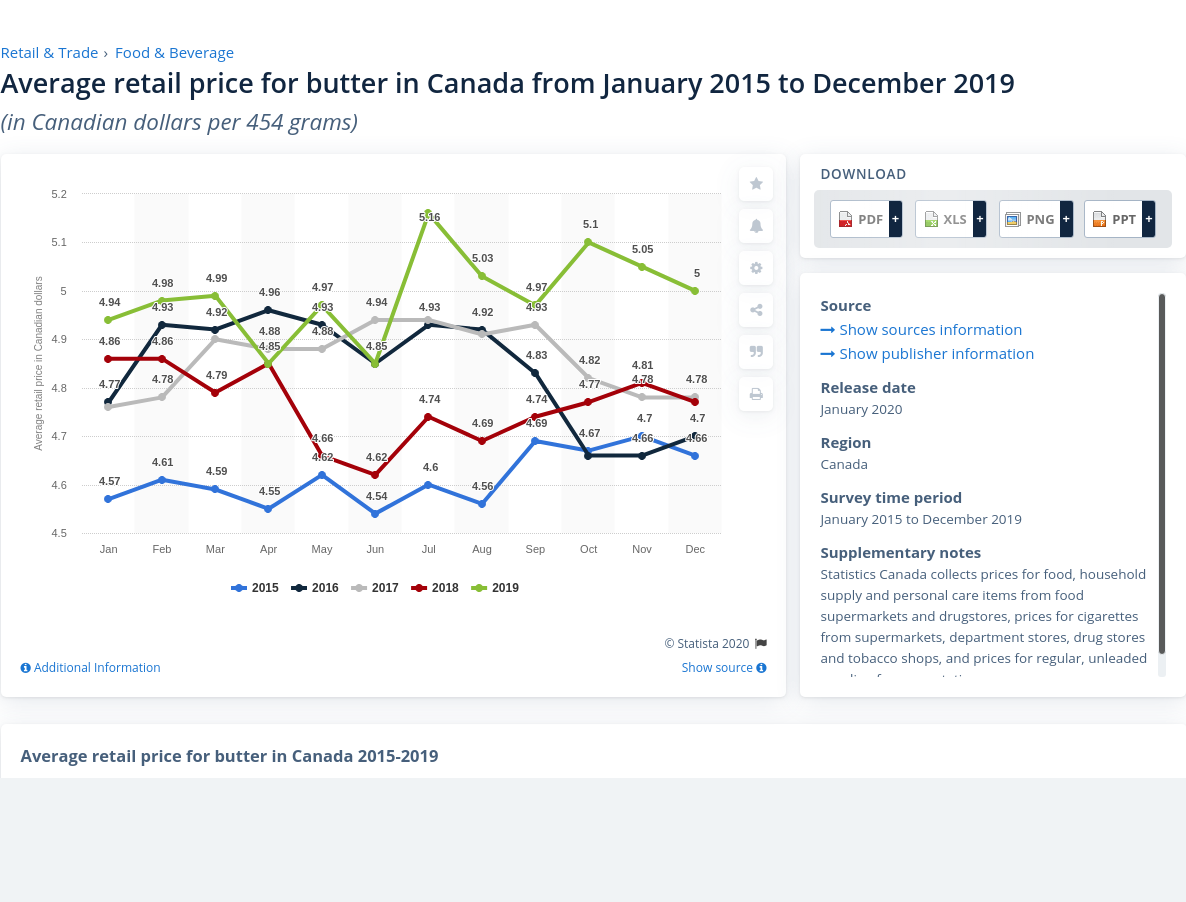 Retail & Trade › Food & Beverage
Average retail price for butter in Canada from January 2015 to December 2019
(in Canadian dollars per 454 grams)
DOWNLOAD
PDF + XLS + PNG + PPT +
Average retail price in Canadian dollars
5.2
5.1
5
4.9
4.8
4.7
4.6
4.5
5.16
5.1
5.05
5.03
5
4.94 4.98 4.99 4.96 4.97 4.94 4.93 4.92 4.97
4.93 4.92 4.93 4.93
4.86 4.86 4.88 4.88 4.85 4.83
4.85 4.82 4.81
4.77 4.78 4.79 4.77 4.78 4.78
4.74 4.69 4.74 4.69 4.67 4.7 4.7
4.66 4.66 4.66
4.57 4.61 4.59 4.55 4.62 4.62 4.6 4.56
4.54
Jan Feb Mar Apr May Jun Jul Aug Sep Oct Nov Dec
2015 2016 2017 2018 2019
© Statista 2020
Additional Information
Show source
Source
Show sources information
Show publisher information
Release date
January 2020
Region
Canada
Survey time period
January 2015 to December 2019
Supplementary notes
Statistics Canada collects prices for food, household
supply and personal care items from food
supermarkets and drugstores, prices for cigarettes
from supermarkets, department stores, drug stores
and tobacco shops, and prices for regular, unleaded
Average retail price for butter in Canada 2015-2019